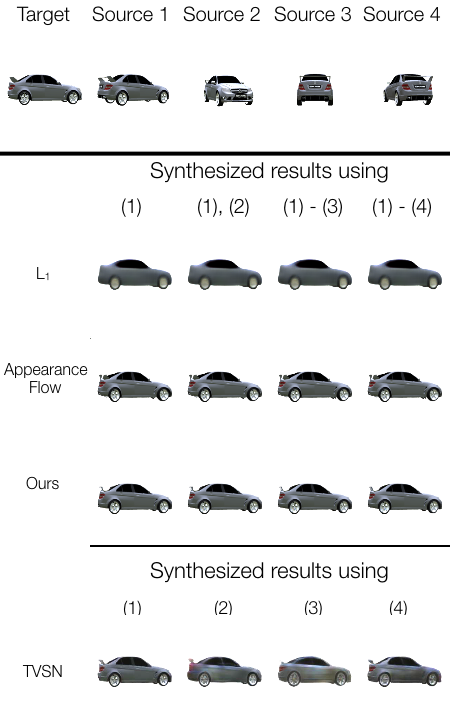 Target Source 1 Source 2 Source 3 Source 4
Synthesized results using
(1) (1), (2) (1) - (3) (1) - (4)
L₁
Appearance
Flow
Ours
Synthesized results using
(1) (2) (3) (4)
TVSN